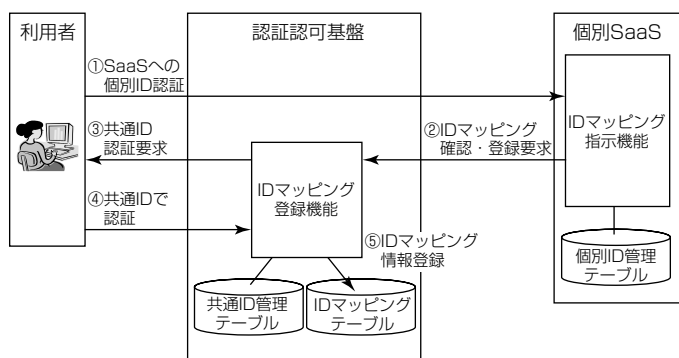 利用者
認証認可基盤
個別SaaS
①SaaSへの
個別ID認証
③共通ID
認証要求
②IDマッピング
確認・登録要求
IDマッピング
指示機能
④共通IDで
認証
IDマッピング
登録機能
⑤IDマッピング
情報登録
個別ID管理
テーブル
共通ID管理
テーブル
IDマッピング
テーブル